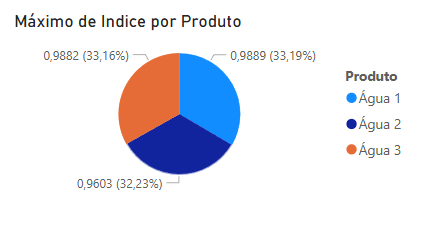 Máximo de Indice por Produto
0,9882 (33,16%)
0,9889 (33,19%)
0,9603 (32,23%)
Produto
Água 1
Água 2
Água 3